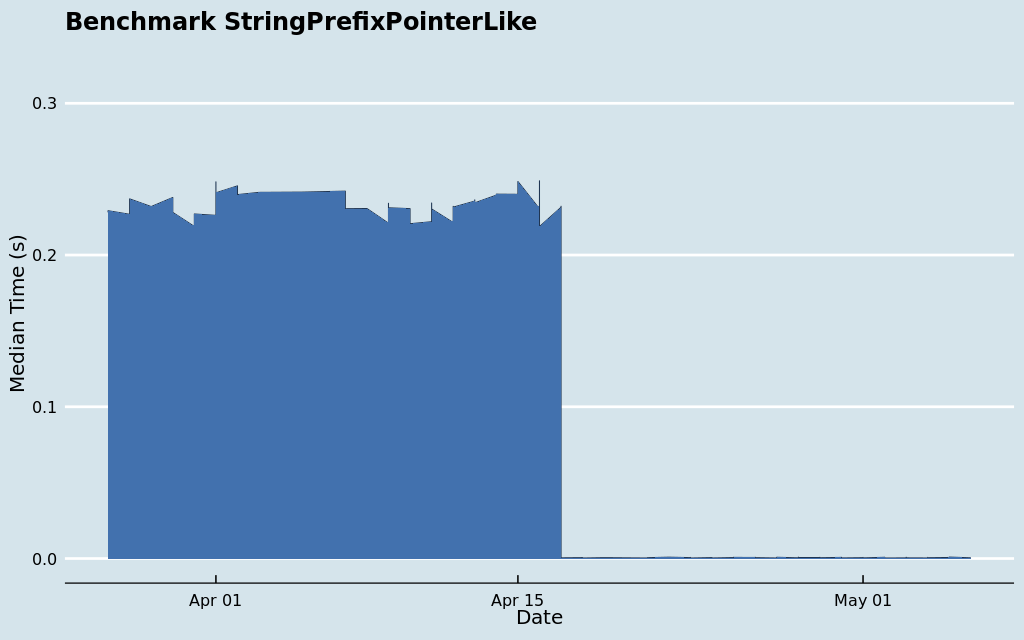 Benchmark StringPrefixPointerLike
0.3
0.2
0.1
0.0
Median Time (s)
Apr 01
Apr 15
May 01
Date